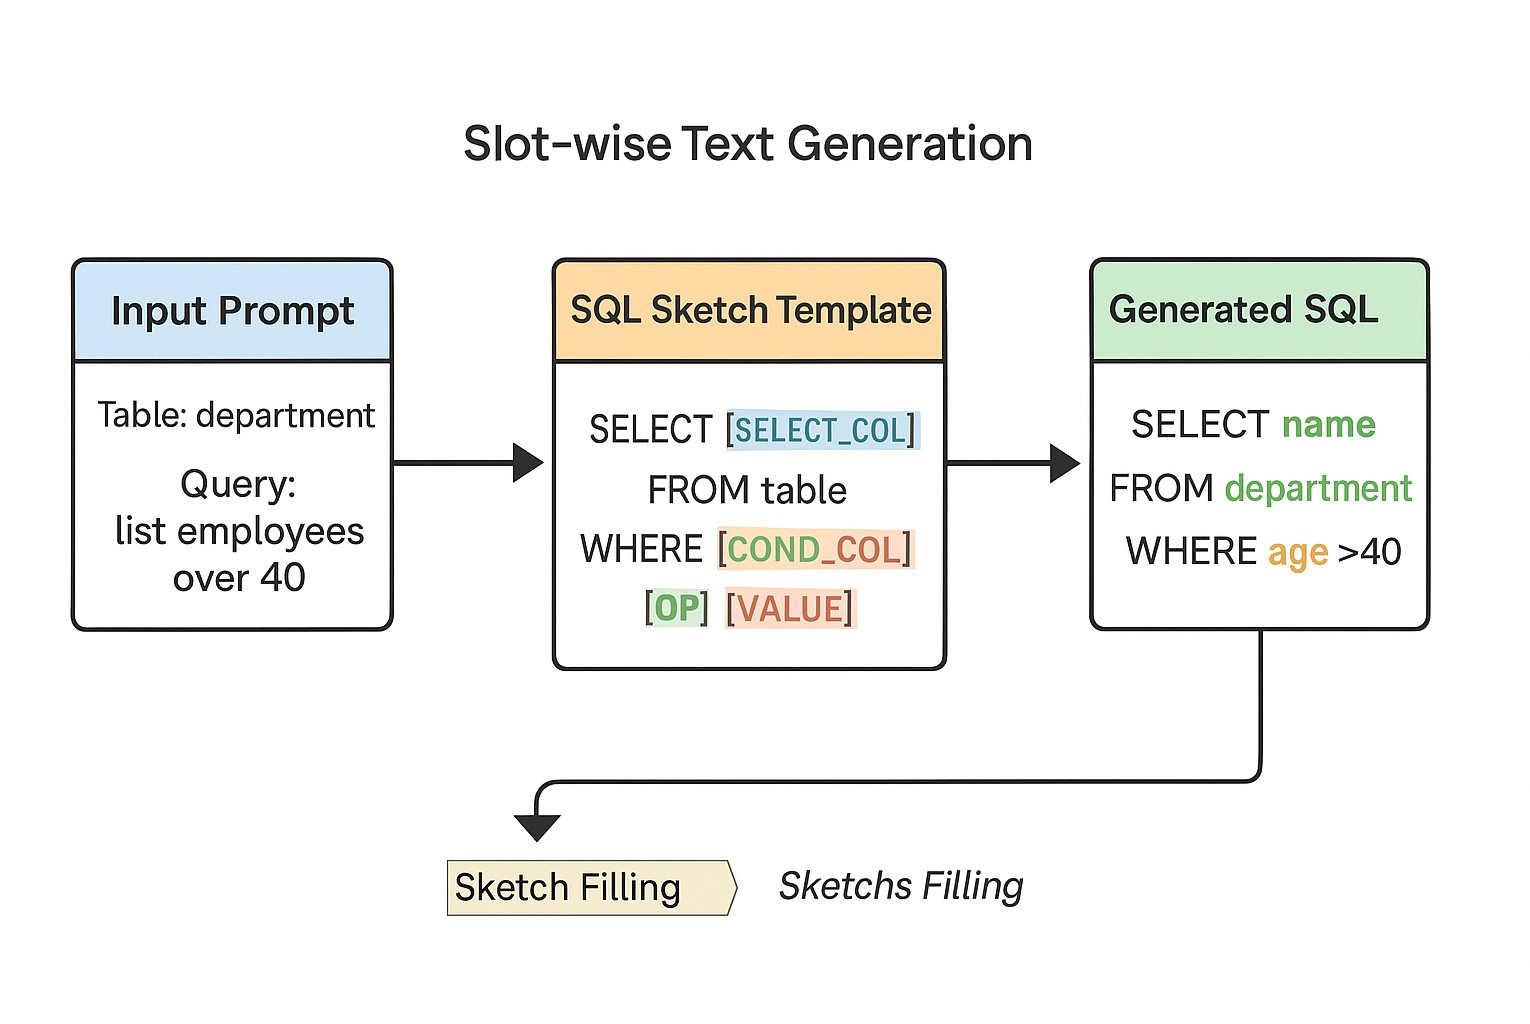 Slot-wise Text Generation
Input Prompt
Table: department
Query:
list employees
over 40
SQL Sketch Template
SELECT [SELECT_COL]
FROM table
WHERE [COND_COL]
[OP] [VALUE]
Generated SQL
SELECT name
FROM department
WHERE age >40
Sketch Filling
Sketchs Filling